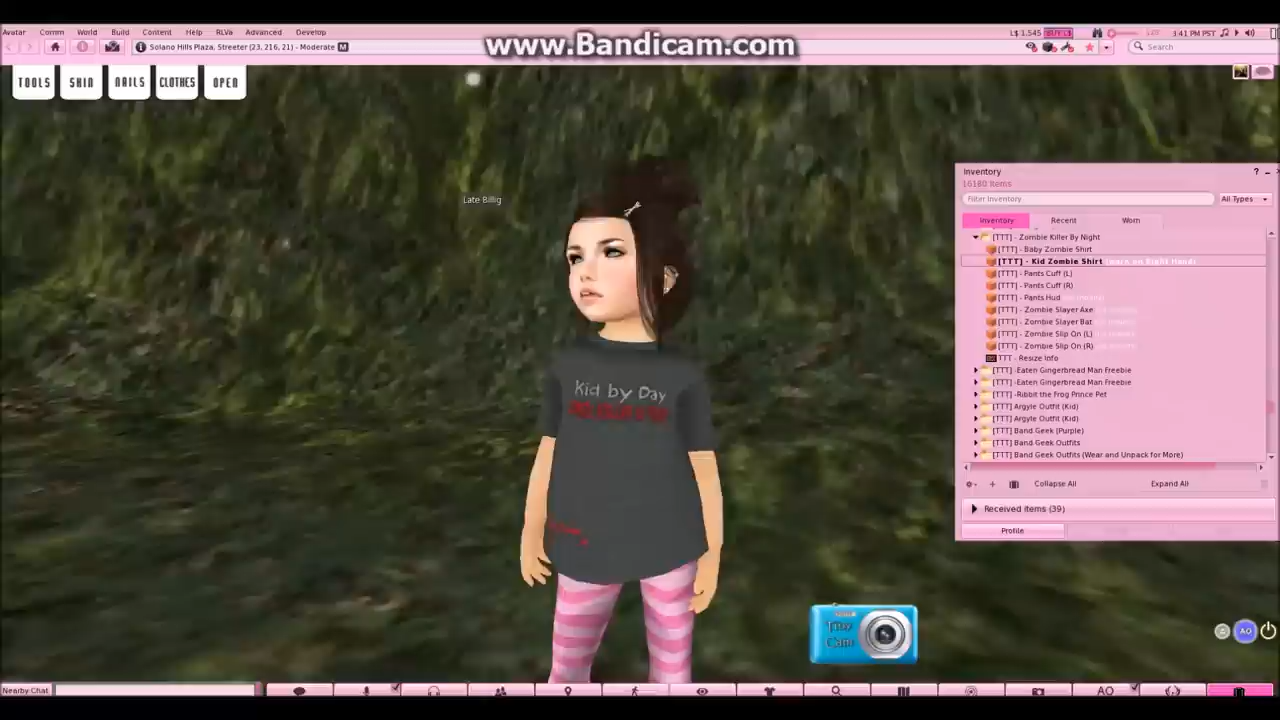 www.Bandicam.com
Avatar Comm World Build Content Help RLVa Advanced Develop
L$ 1,545 BUY L$ 1:41 PM PST
Solano Hills Plaza, Streeter (23, 216, 21) - Moderate M
Search
TOOLS SKIN NAILS CLOTHES OPEN
Late Billig
Kid by Day
Inventory ?
16180 items
Filter Inventory All Types
Inventory Recent Worn
[TTT] - Zombie Killer By Night
[TTT] - Baby Zombie Shirt
[TTT] - Kid Zombie Shirt (worn on Right Hand)
[TTT] - Pants Cuff (L)
[TTT] - Pants Cuff (R)
[TTT] - Pants Hud
[TTT] - Zombie Slayer Axe
[TTT] - Zombie Slayer Bat
[TTT] - Zombie Slip On (L)
[TTT] - Zombie Slip On (R)
TTT - Resize Info
[TTT] -Eaten Gingerbread Man Freebie
[TTT] -Eaten Gingerbread Man Freebie
[TTT] -Ribbit the Frog Prince Pet
[TTT] Argyle Outfit (Kid)
[TTT] Argyle Outfit (Kid)
[TTT] Band Geek (Purple)
[TTT] Band Geek Outfits
[TTT] Band Geek Outfits (Wear and Unpack for More)
Collapse All Expand All
Received items (39)
Profile
True
Cam
AO
Nearby Chat
AO